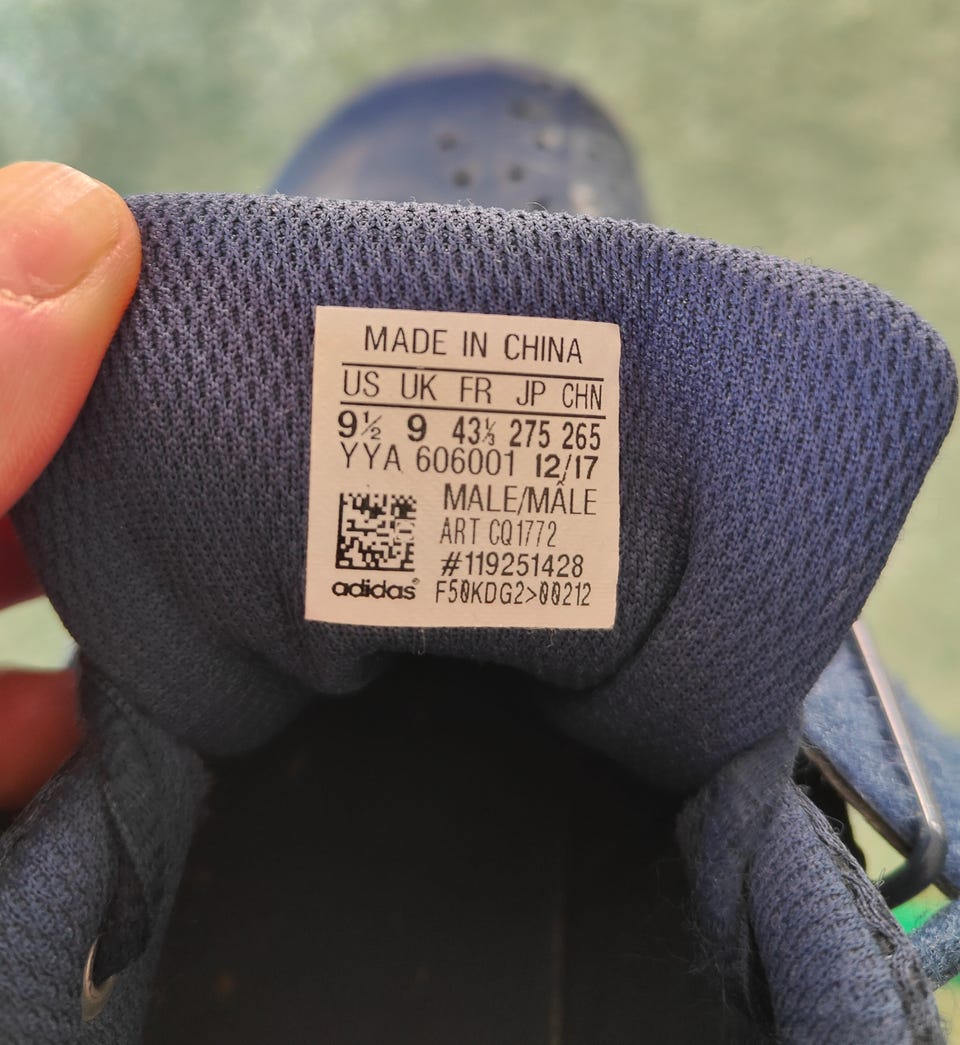 MADE IN CHINA
US UK FR JP CHN
9½ 9 43⅓ 275 265
YYA 606001 12/17
MALE/MÂLE
ART CQ1772
#119251428
adidas® F50KDG2>00212